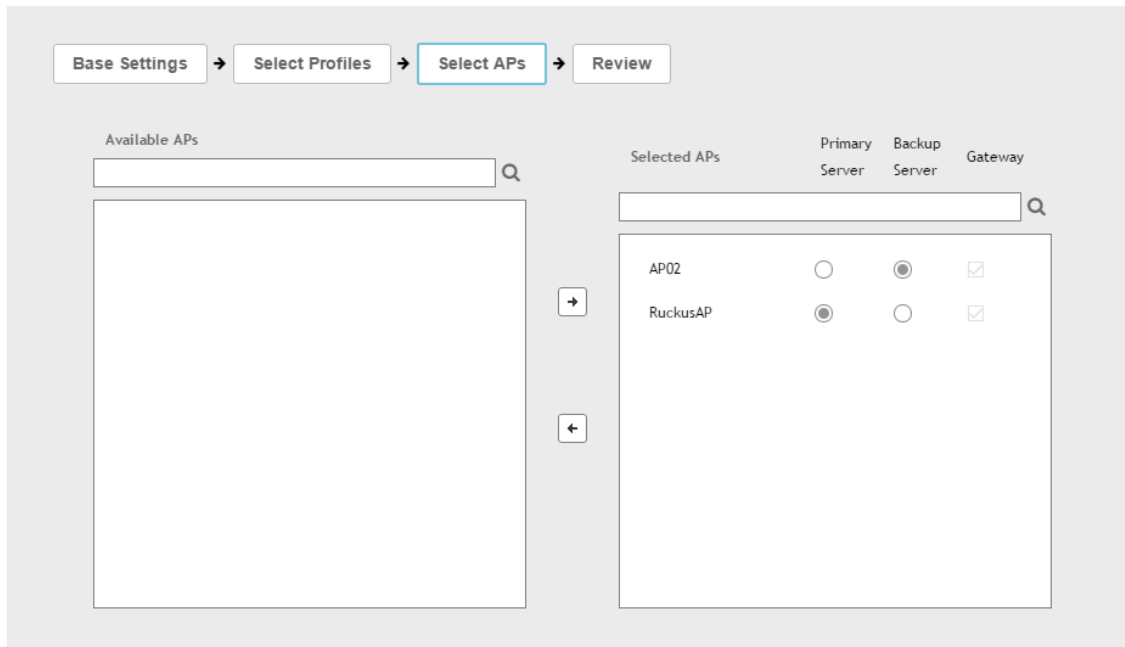 Base Settings → Select Profiles → Select APs → Review
Available APs
Selected APs
Primary Server
Backup Server
Gateway
AP02
RuckusAP